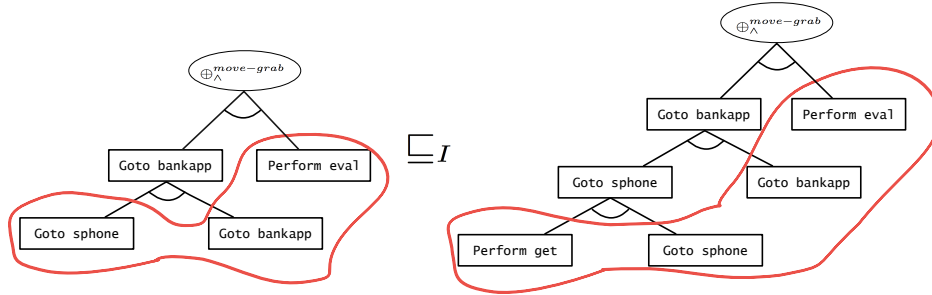 ⊕∧^{move−grab}
Goto bankapp
Perform eval
Goto sphone
Goto bankapp
⊑I
⊕∧^{move−grab}
Goto bankapp
Perform eval
Goto sphone
Goto bankapp
Perform get
Goto sphone